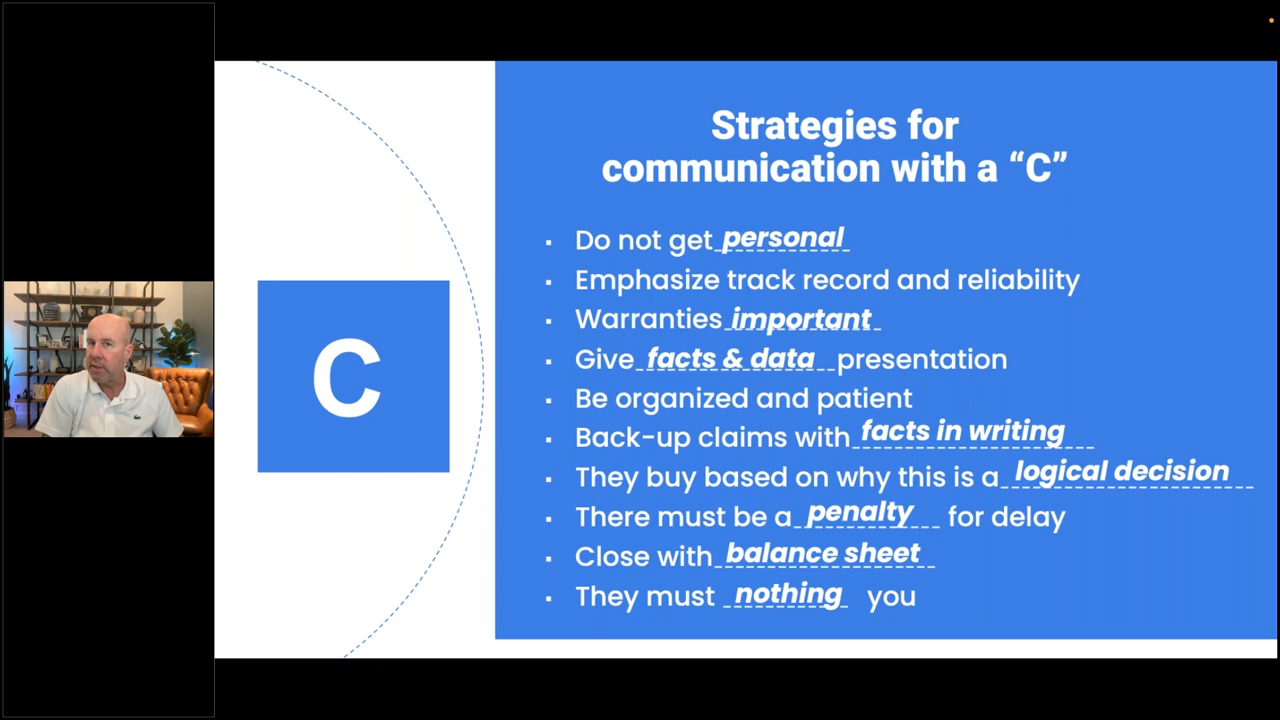 Strategies for
communication with a “C”
C
▪ Do not get personal
▪ Emphasize track record and reliability
▪ Warranties important
▪ Give facts & data presentation
▪ Be organized and patient
▪ Back-up claims with facts in writing
▪ They buy based on why this is a logical decision
▪ There must be a penalty for delay
▪ Close with balance sheet
▪ They must nothing you